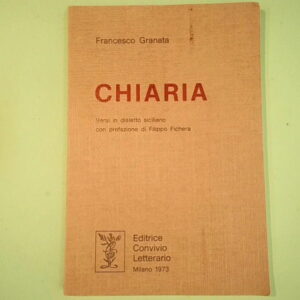 Francesco Granata
CHIARIA
Versi in dialetto siciliano
con prefazione di Filippo Fichera
Editrice
Convivio
Letterario
Milano 1973